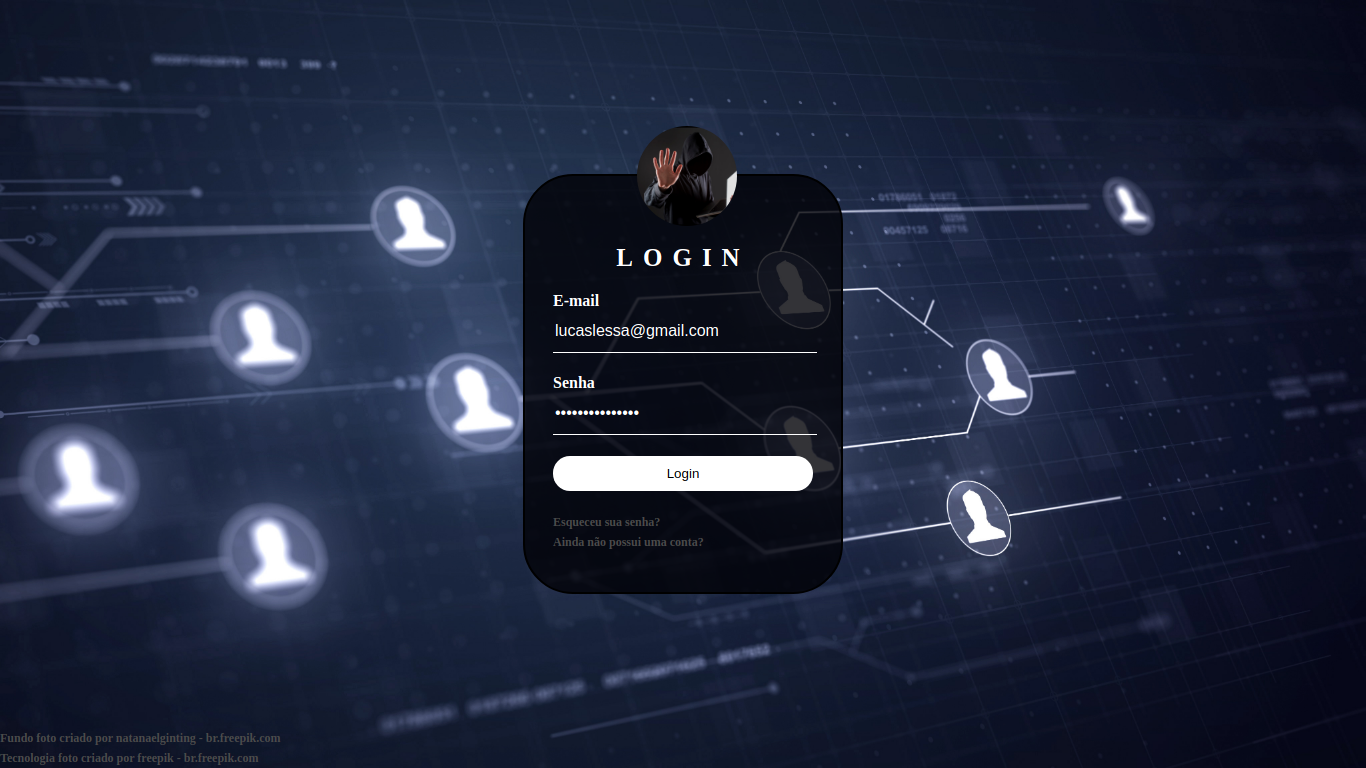 LOGIN
E-mail
lucaslessa@gmail.com
Senha
•••••••••••••••
Login
Esqueceu sua senha?
Ainda não possui uma conta?
Fundo foto criado por natanaelginting - br.freepik.com
Tecnologia foto criado por freepik - br.freepik.com